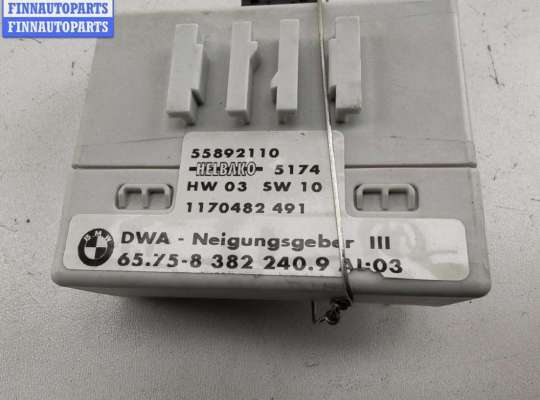 FINNAUTOPARTS
FINNAUTOPARTS
55892110
HELBAKO 5174
HW 03 SW 10
1170482 491
BMW DWA - Neigungsgeber III
65.75-8 382 240.9 AI-03